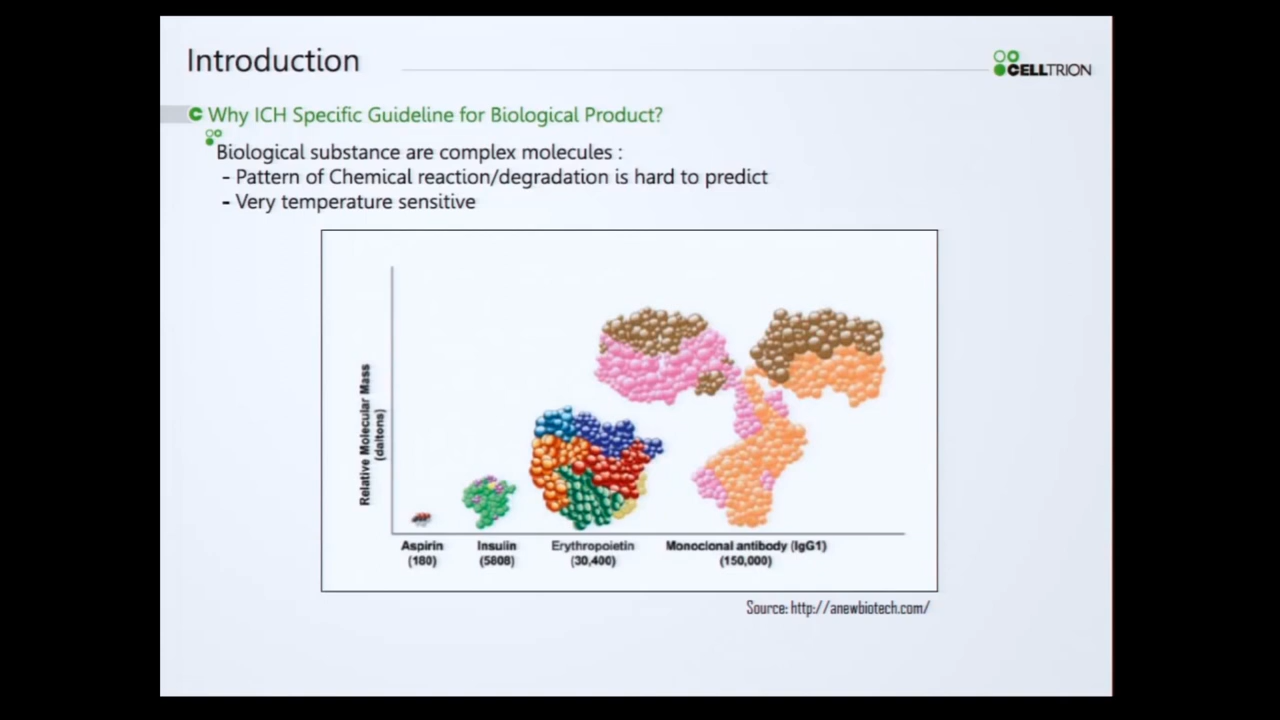 Introduction
CELLTRION
Why ICH Specific Guideline for Biological Product?
Biological substance are complex molecules :
- Pattern of Chemical reaction/degradation is hard to predict
- Very temperature sensitive
Relative Molecular Mass
(daltons)
Aspirin
(180)
Insulin
(5808)
Erythropoietin
(30,400)
Monoclonal antibody (IgG1)
(150,000)
Source: http://anewbiotech.com/